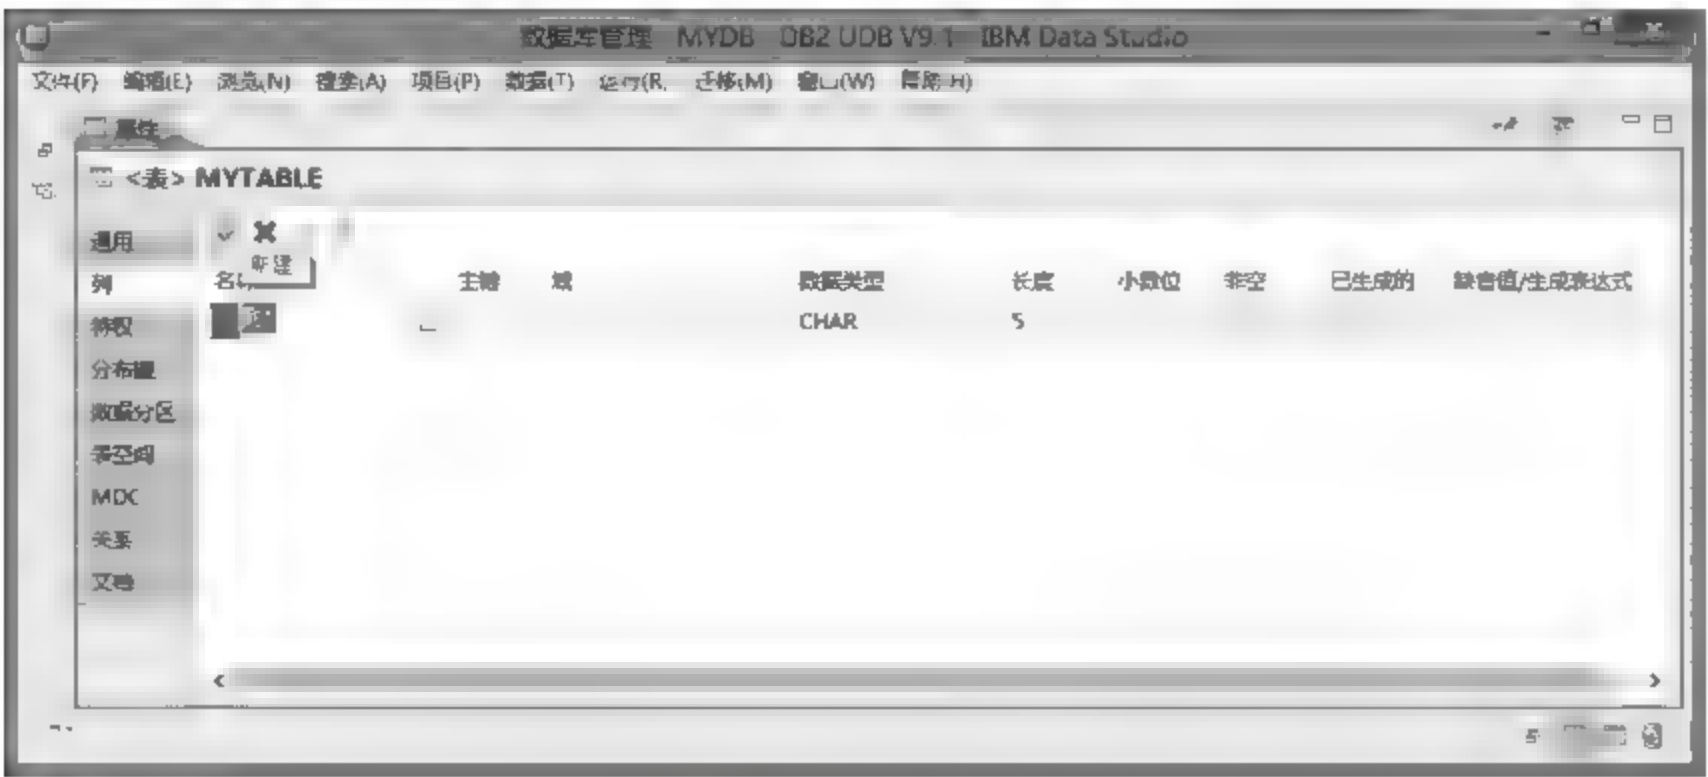 数据库管理 - MYDB - DB2 UDB V9.1 - IBM Data Studio
文件(F) 编辑(E) 浏览(N) 搜索(A) 项目(P) 数据(T) 运行(R) 迁移(M) 窗口(W) 帮助(H)
属性
<表> MYTABLE
通用
新建
列
名称 主键 域 数据类型 长度 小数位 非空 已生成的 缺省值/生成表达式
CHAR 5
特权
分布键
数据分区
表空间
MDC
关系
文档